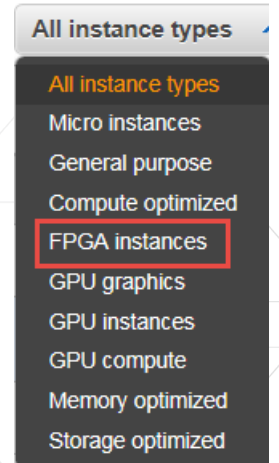 All instance types
All instance types
Micro instances
General purpose
Compute optimized
FPGA instances
GPU graphics
GPU instances
GPU compute
Memory optimized
Storage optimized